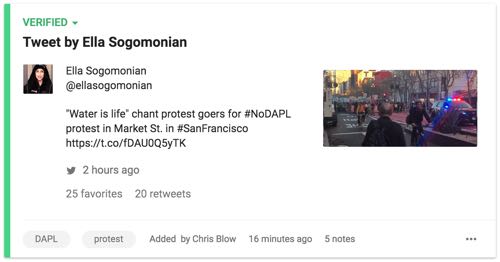 VERIFIED
Tweet by Ella Sogomonian
Ella Sogomonian
@ellasogomonian
"Water is life" chant protest goers for #NoDAPL
protest in Market St. in #SanFrancisco
https://t.co/fDAU0Q5yTK
2 hours ago
25 favorites 20 retweets
DAPL protest Added by Chris Blow 16 minutes ago 5 notes